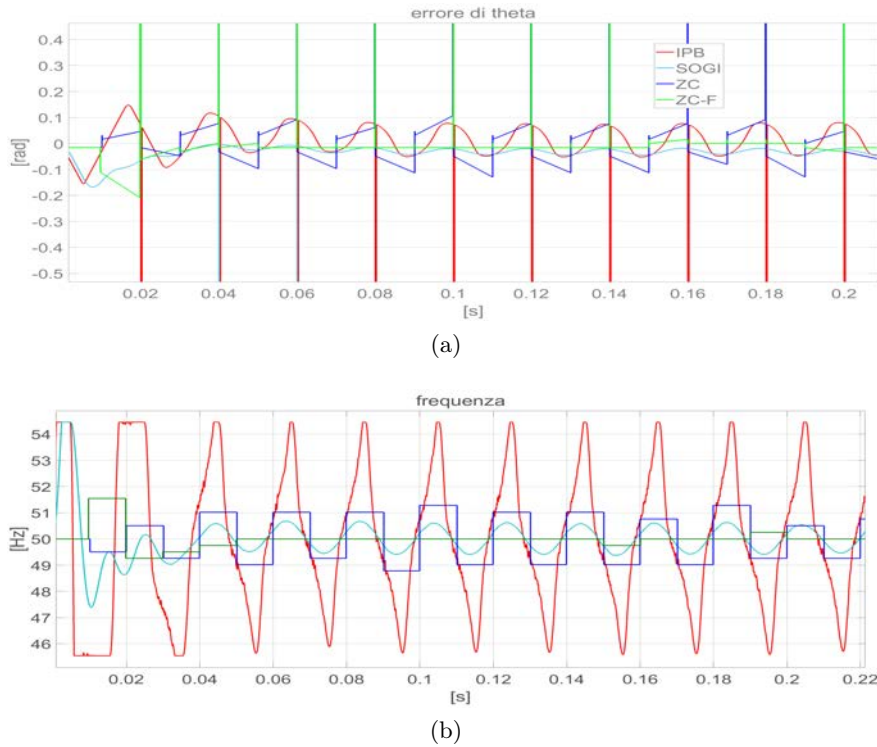 errore di theta
0.4
0.3
0.2
0.1
0
-0.1
-0.2
-0.3
-0.4
-0.5
[rad]
IPB
SOGI
ZC
ZC-F
0.02 0.04 0.06 0.08 0.1 0.12 0.14 0.16 0.18 0.2
[s]
(a)
frequenza
54
53
52
51
50
49
48
47
46
[Hz]
0.02 0.04 0.06 0.08 0.1 0.12 0.14 0.16 0.18 0.2 0.22
[s]
(b)